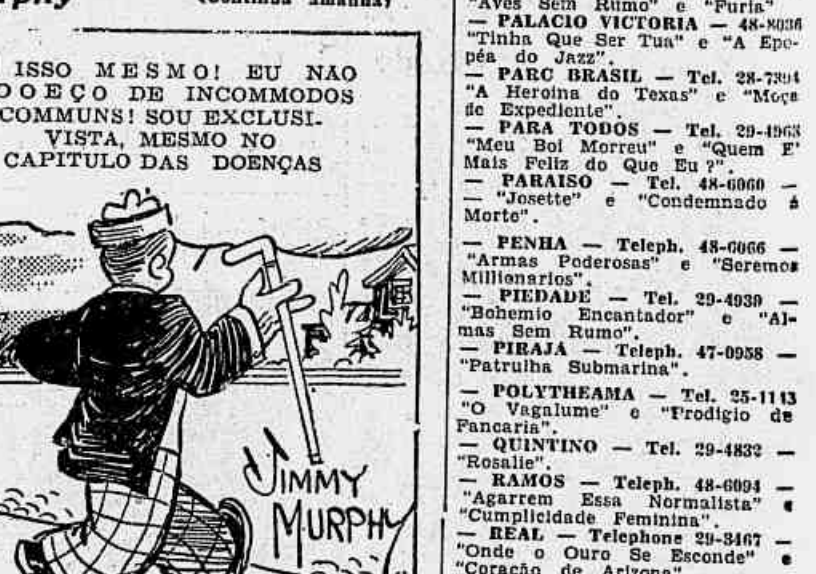 (Continua amanhã)
ISSO MESMO! EU NAO
DOEÇO DE INCOMMODOS
COMMUNS! SOU EXCLUSI-
VISTA, MESMO NO
CAPITULO DAS DOENÇAS
JIMMY
MURPHY
"Aves Sem Rumo" e "Furia"
— PALACIO VICTORIA — 48-8036
"Tinha Que Ser Tua" e "A Epo-
péa do Jazz".
— PARC BRASIL — Tel. 28-7394
"A Heroina do Texas" e "Moça
de Expediente".
— PARA TODOS — Tel. 29-4963
"Meu Boi Morreu" e "Quem E'
Mais Feliz do Que Eu?".
— PARAISO — Tel. 48-6060 —
— "Josette" e "Condemnado á
Morte".
— PENHA — Teleph. 48-6066 —
"Armas Poderosas" e "Seremos
Millionarios".
— PIEDADE — Tel. 29-4939 —
"Bohemio Encantador" e "Al-
mas Sem Rumo".
— PIRAJÁ — Teleph. 47-0958 —
"Patrulha Submarina".
— POLYTHEAMA — Tel. 25-1143
"O Vagalume" e "Prodigio de
Fancaria".
— QUINTINO — Tel. 29-4832 —
"Rosalie".
— RAMOS — Teleph. 48-6094 —
"Agarrem Essa Normalista" e
"Cumplicidade Feminina".
— REAL — Telephone 29-3467 —
"Onde o Ouro Se Esconde" e
"Coração de Arizona"